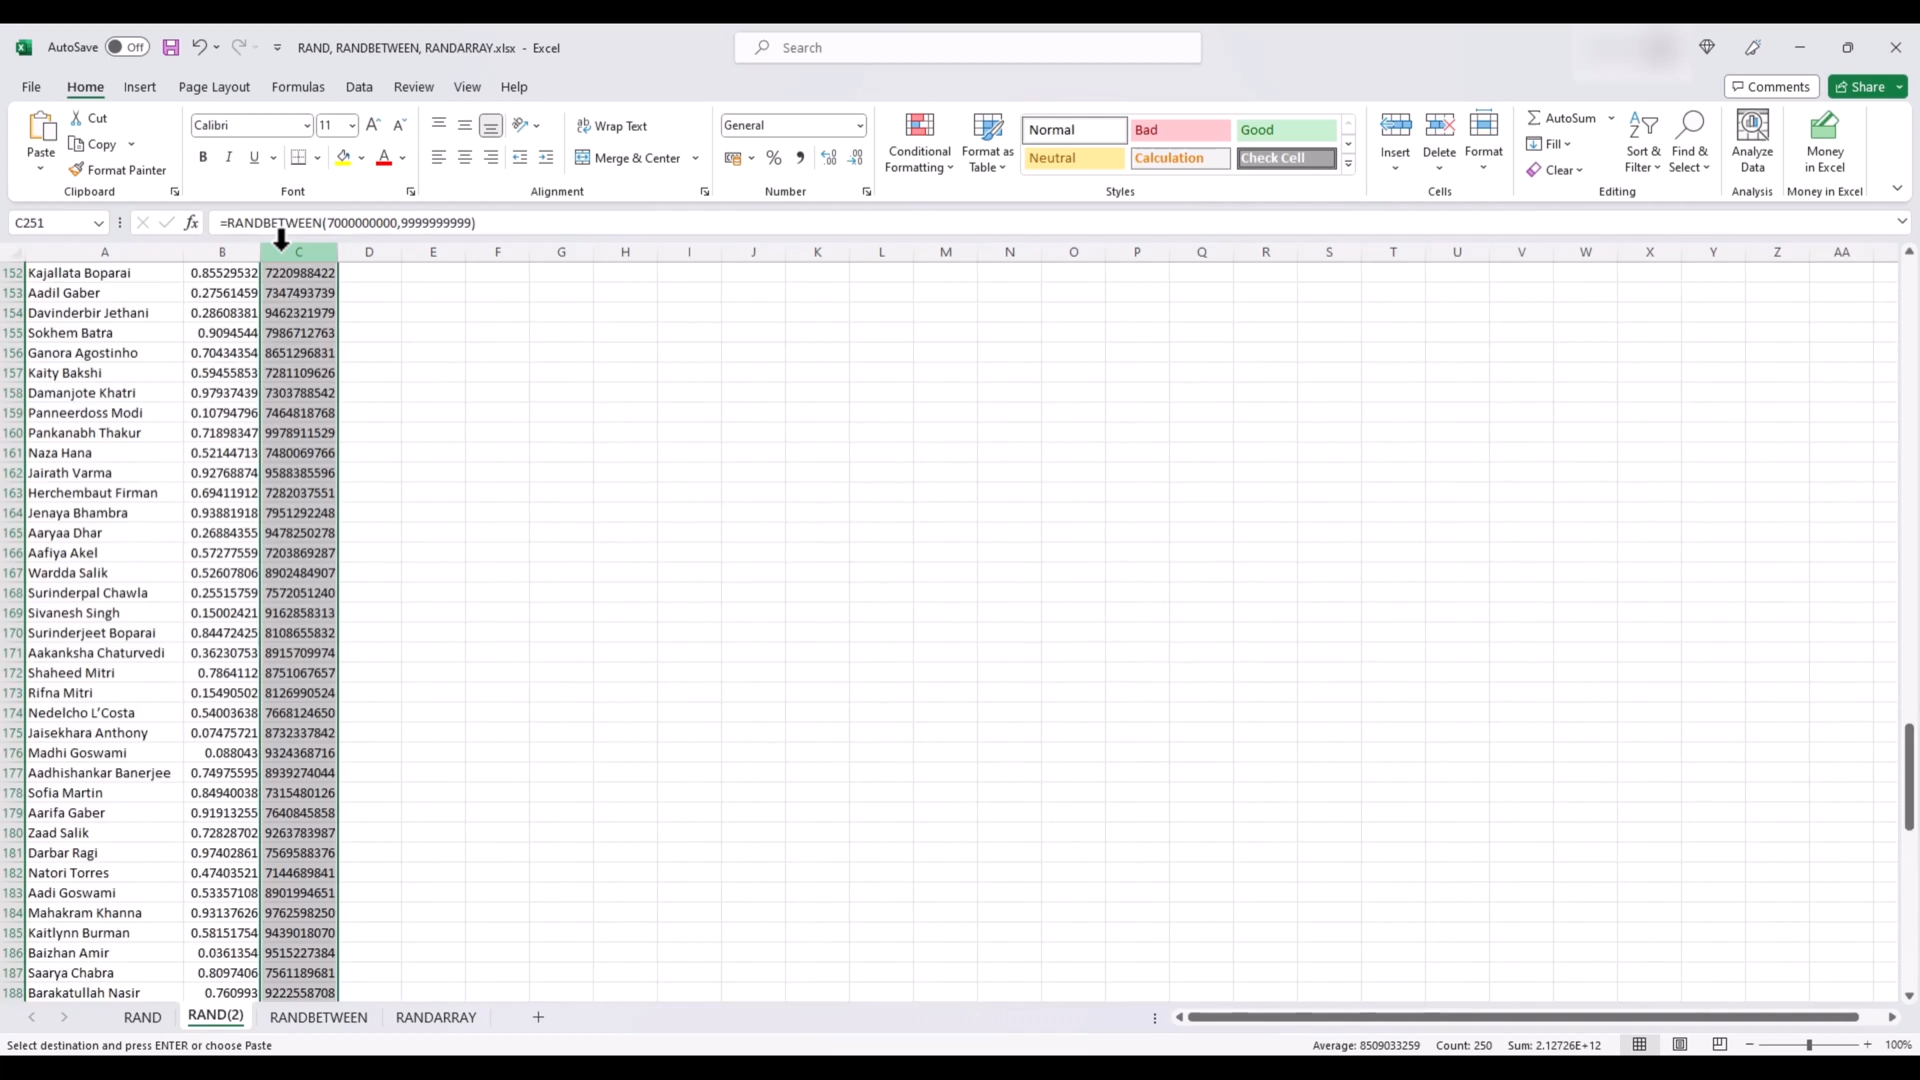 AutoSave Off RAND, RANDBETWEEN, RANDARRAY.xlsx - Excel Search
File Home Insert Page Layout Formulas Data Review View Help Comments Share
Paste Cut Copy Format Painter Clipboard
Calibri 11 B I U Font
Wrap Text Merge & Center Alignment
General % Number
Conditional Formatting Format as Table Normal Bad Good Neutral Calculation Check Cell Styles
Insert Delete Format Cells
AutoSum Fill Clear Sort & Filter Find & Select Editing
Analyze Data Analysis
Money in Excel Money in Excel
C251 fx =RANDBETWEEN(7000000000,9999999999)
A B C D E F G H I J K L M N O P Q R S T U V W X Y Z AA
152 Kajallata Boparai 0.85529532 7220988422
153 Aadil Gaber 0.27561459 7347493739
154 Davinderbir Jethani 0.28608381 9462321979
155 Sokhem Batra 0.9094544 7986712763
156 Ganora Agostinho 0.70434354 8651296831
157 Kaity Bakshi 0.59455853 7281109626
158 Damanjote Khatri 0.97937439 7303788542
159 Panneerdoss Modi 0.10794796 7464818768
160 Pankanabh Thakur 0.71898347 9978911529
161 Naza Hana 0.52144713 7480069766
162 Jairath Varma 0.92768874 9588385596
163 Herchembaut Firman 0.69411912 7282037551
164 Jenaya Bhambra 0.93881918 7951292248
165 Aaryaa Dhar 0.26884355 9478250278
166 Aafiya Akel 0.57277559 7203869287
167 Wardda Salik 0.52607806 8902484907
168 Surinderpal Chawla 0.25515759 7572051240
169 Sivanesh Singh 0.15002421 9162858313
170 Surinderjeet Boparai 0.84472425 8108655832
171 Aakanksha Chaturvedi 0.36230753 8915709974
172 Shaheed Mitri 0.7864112 8751067657
173 Rifna Mitri 0.15490502 8126990524
174 Nedelcho L’Costa 0.54003638 7668124650
175 Jaisekhara Anthony 0.07475721 8732337842
176 Madhi Goswami 0.088043 9324368716
177 Aadhishankar Banerjee 0.74975595 8939274044
178 Sofia Martin 0.84940038 7315480126
179 Aarifa Gaber 0.91913255 7640845858
180 Zaad Salik 0.72828702 9263783987
181 Darbar Ragi 0.97402861 7569588376
182 Natori Torres 0.47403521 7144689841
183 Aadi Goswami 0.53357108 8901994651
184 Mahakram Khanna 0.93137626 9762598250
185 Kaitlynn Burman 0.58151754 9439018070
186 Baizhan Amir 0.0361354 9515227384
187 Saarya Chabra 0.8097406 7561189681
188 Barakatullah Nasir 0.760993 9222558708
RAND RAND(2) RANDBETWEEN RANDARRAY
Select destination and press ENTER or choose Paste Average: 8509033259 Count: 250 Sum: 2.12726E+12 100%